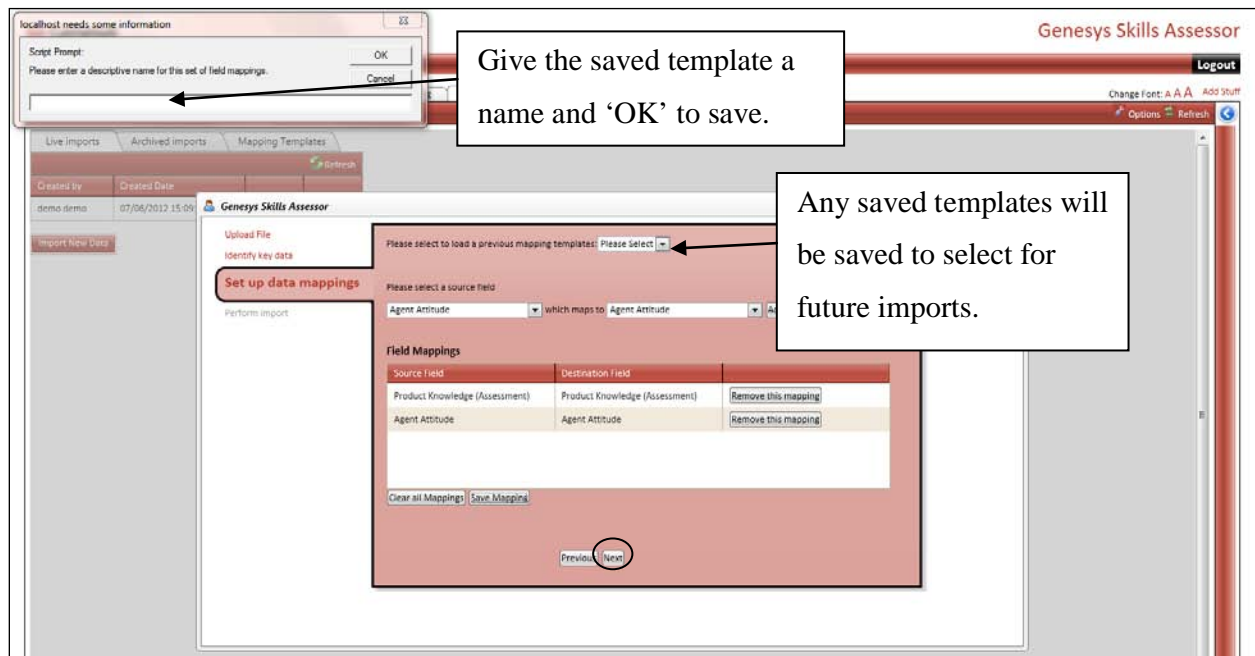 localhost needs some information
Script Prompt:
Please enter a descriptive name for this set of field mappings.
OK
Cancel
Give the saved template a
name and ‘OK’ to save.
Genesys Skills Assessor
Logout
Change Font: A A A Add Stuff
Options Refresh
Live imports Archived imports Mapping Templates
Refresh
Created by Created Date
demo demo 07/06/2012 15:09
Import New Data
Genesys Skills Assessor
Upload File
Identify key data
Set up data mappings
Perform import
Please select to load a previous mapping templates: Please Select
Any saved templates will
be saved to select for
future imports.
Please select a source field
Agent Attitude which maps to Agent Attitude
Field Mappings
Source Field Destination Field
Product Knowledge (Assessment) Product Knowledge (Assessment) Remove this mapping
Agent Attitude Agent Attitude Remove this mapping
Clear all Mappings Save Mapping
Previous Next